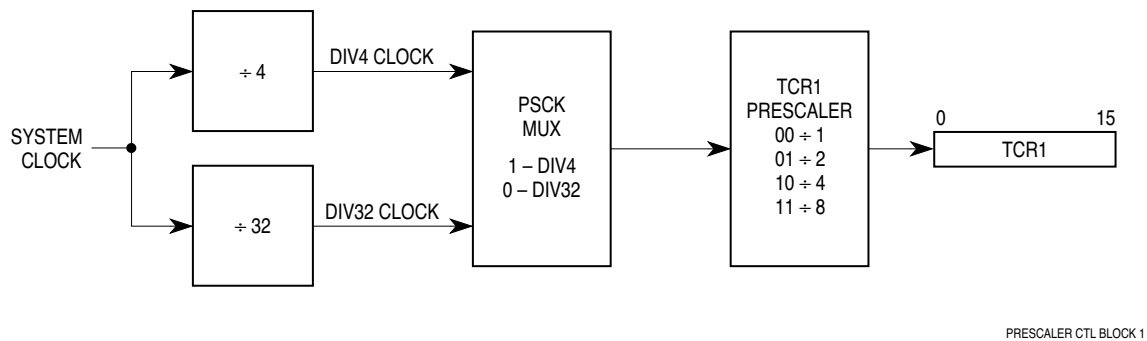 SYSTEM
CLOCK
÷ 4
DIV4 CLOCK
÷ 32
DIV32 CLOCK
PSCK
MUX
1 – DIV4
0 – DIV32
TCR1
PRESCALER
00 ÷ 1
01 ÷ 2
10 ÷ 4
11 ÷ 8
0 15
TCR1
PRESCALER CTL BLOCK 1